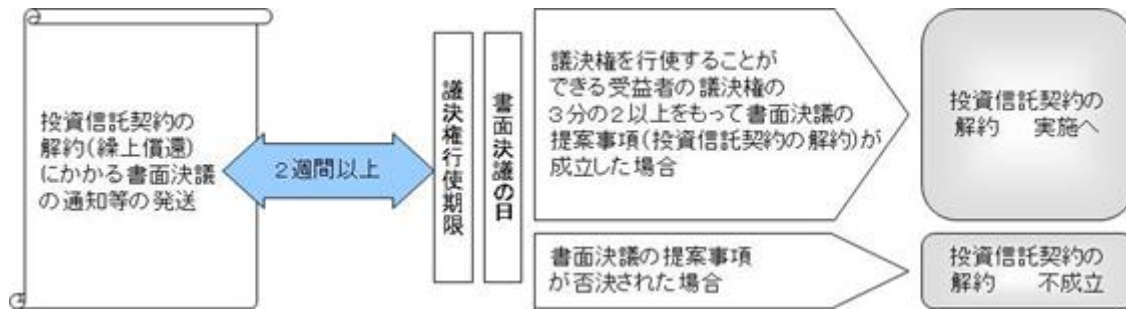 投資信託契約の
解約(繰上償還)
にかかる書面決議
の通知等の発送
2週間以上
議決権行使期限
書面決議の日
議決権を行使することが
できる受益者の議決権の
3分の2以上をもって書面決議の
提案事項(投資信託契約の解約)が
成立した場合
投資信託契約の
解約 実施へ
書面決議の提案事項
が否決された場合
投資信託契約の
解約 不成立